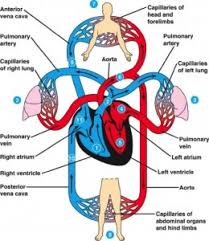 Anterior
vena cava
7
Capillaries of
head and
forelimbs
Pulmonary
artery
Aorta
Pulmonary
artery
Capillaries
of right lung
Capillaries
of left lung
Pulmonary
vein
Pulmonary
vein
Right atrium
Left atrium
Right ventricle
Left ventricle
Posterior
vena cava
Aorta
Capillaries of
abdominal organs
and hind limbs